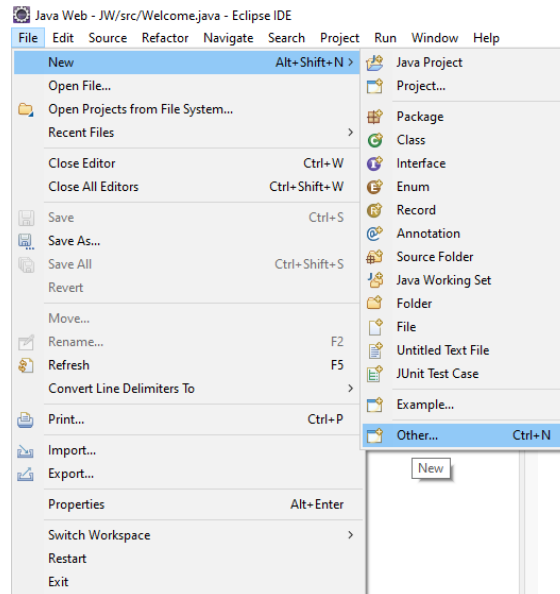 Java Web - JW/src/Welcome.java - Eclipse IDE
File Edit Source Refactor Navigate Search Project Run Window Help
New Alt+Shift+N >
Open File...
Open Projects from File System...
Recent Files >
Close Editor Ctrl+W
Close All Editors Ctrl+Shift+W
Save Ctrl+S
Save As...
Save All Ctrl+Shift+S
Revert
Move...
Rename... F2
Refresh F5
Convert Line Delimiters To >
Print... Ctrl+P
Import...
Export...
Properties Alt+Enter
Switch Workspace >
Restart
Exit
Java Project
Project...
Package
Class
Interface
Enum
Record
Annotation
Source Folder
Java Working Set
Folder
File
Untitled Text File
JUnit Test Case
Example...
Other... Ctrl+N
New